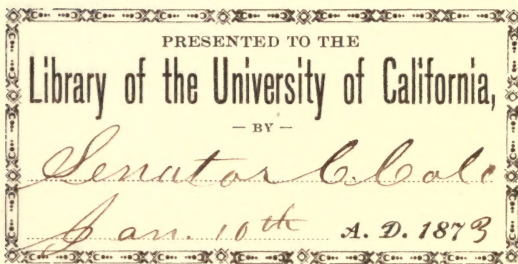 PRESENTED TO THE
Library of the University of California,
— BY —
Senator C. Cole
Jan. 10th A. D. 1873